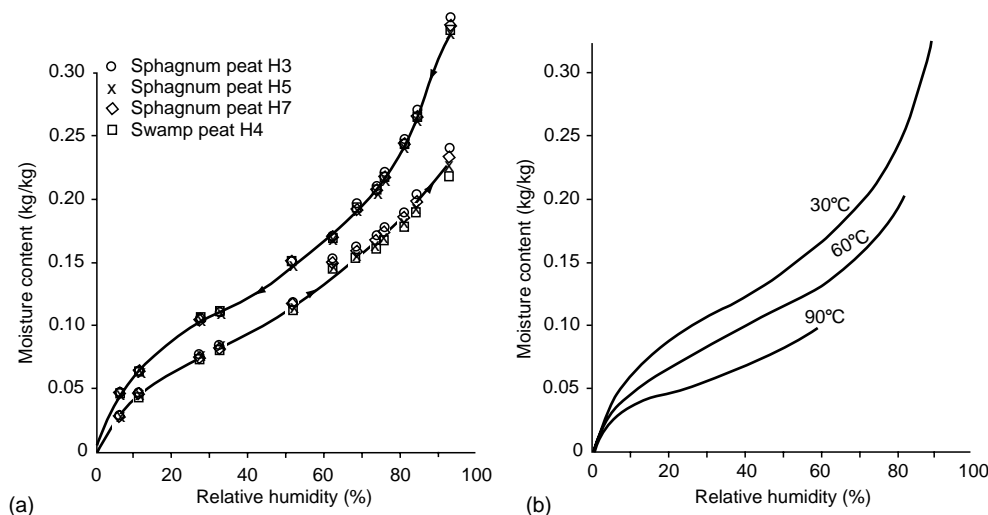 0.30
0.25
0.20
0.15
0.10
0.05
0
Moisture content (kg/kg)
Sphagnum peat H3
Sphagnum peat H5
Sphagnum peat H7
Swamp peat H4
0 20 40 60 80 100
Relative humidity (%)
(a)
0.30
0.25
0.20
0.15
0.10
0.05
0
Moisture content (kg/kg)
30°C
60°C
90°C
0 20 40 60 80 100
Relative humidity (%)
(b)